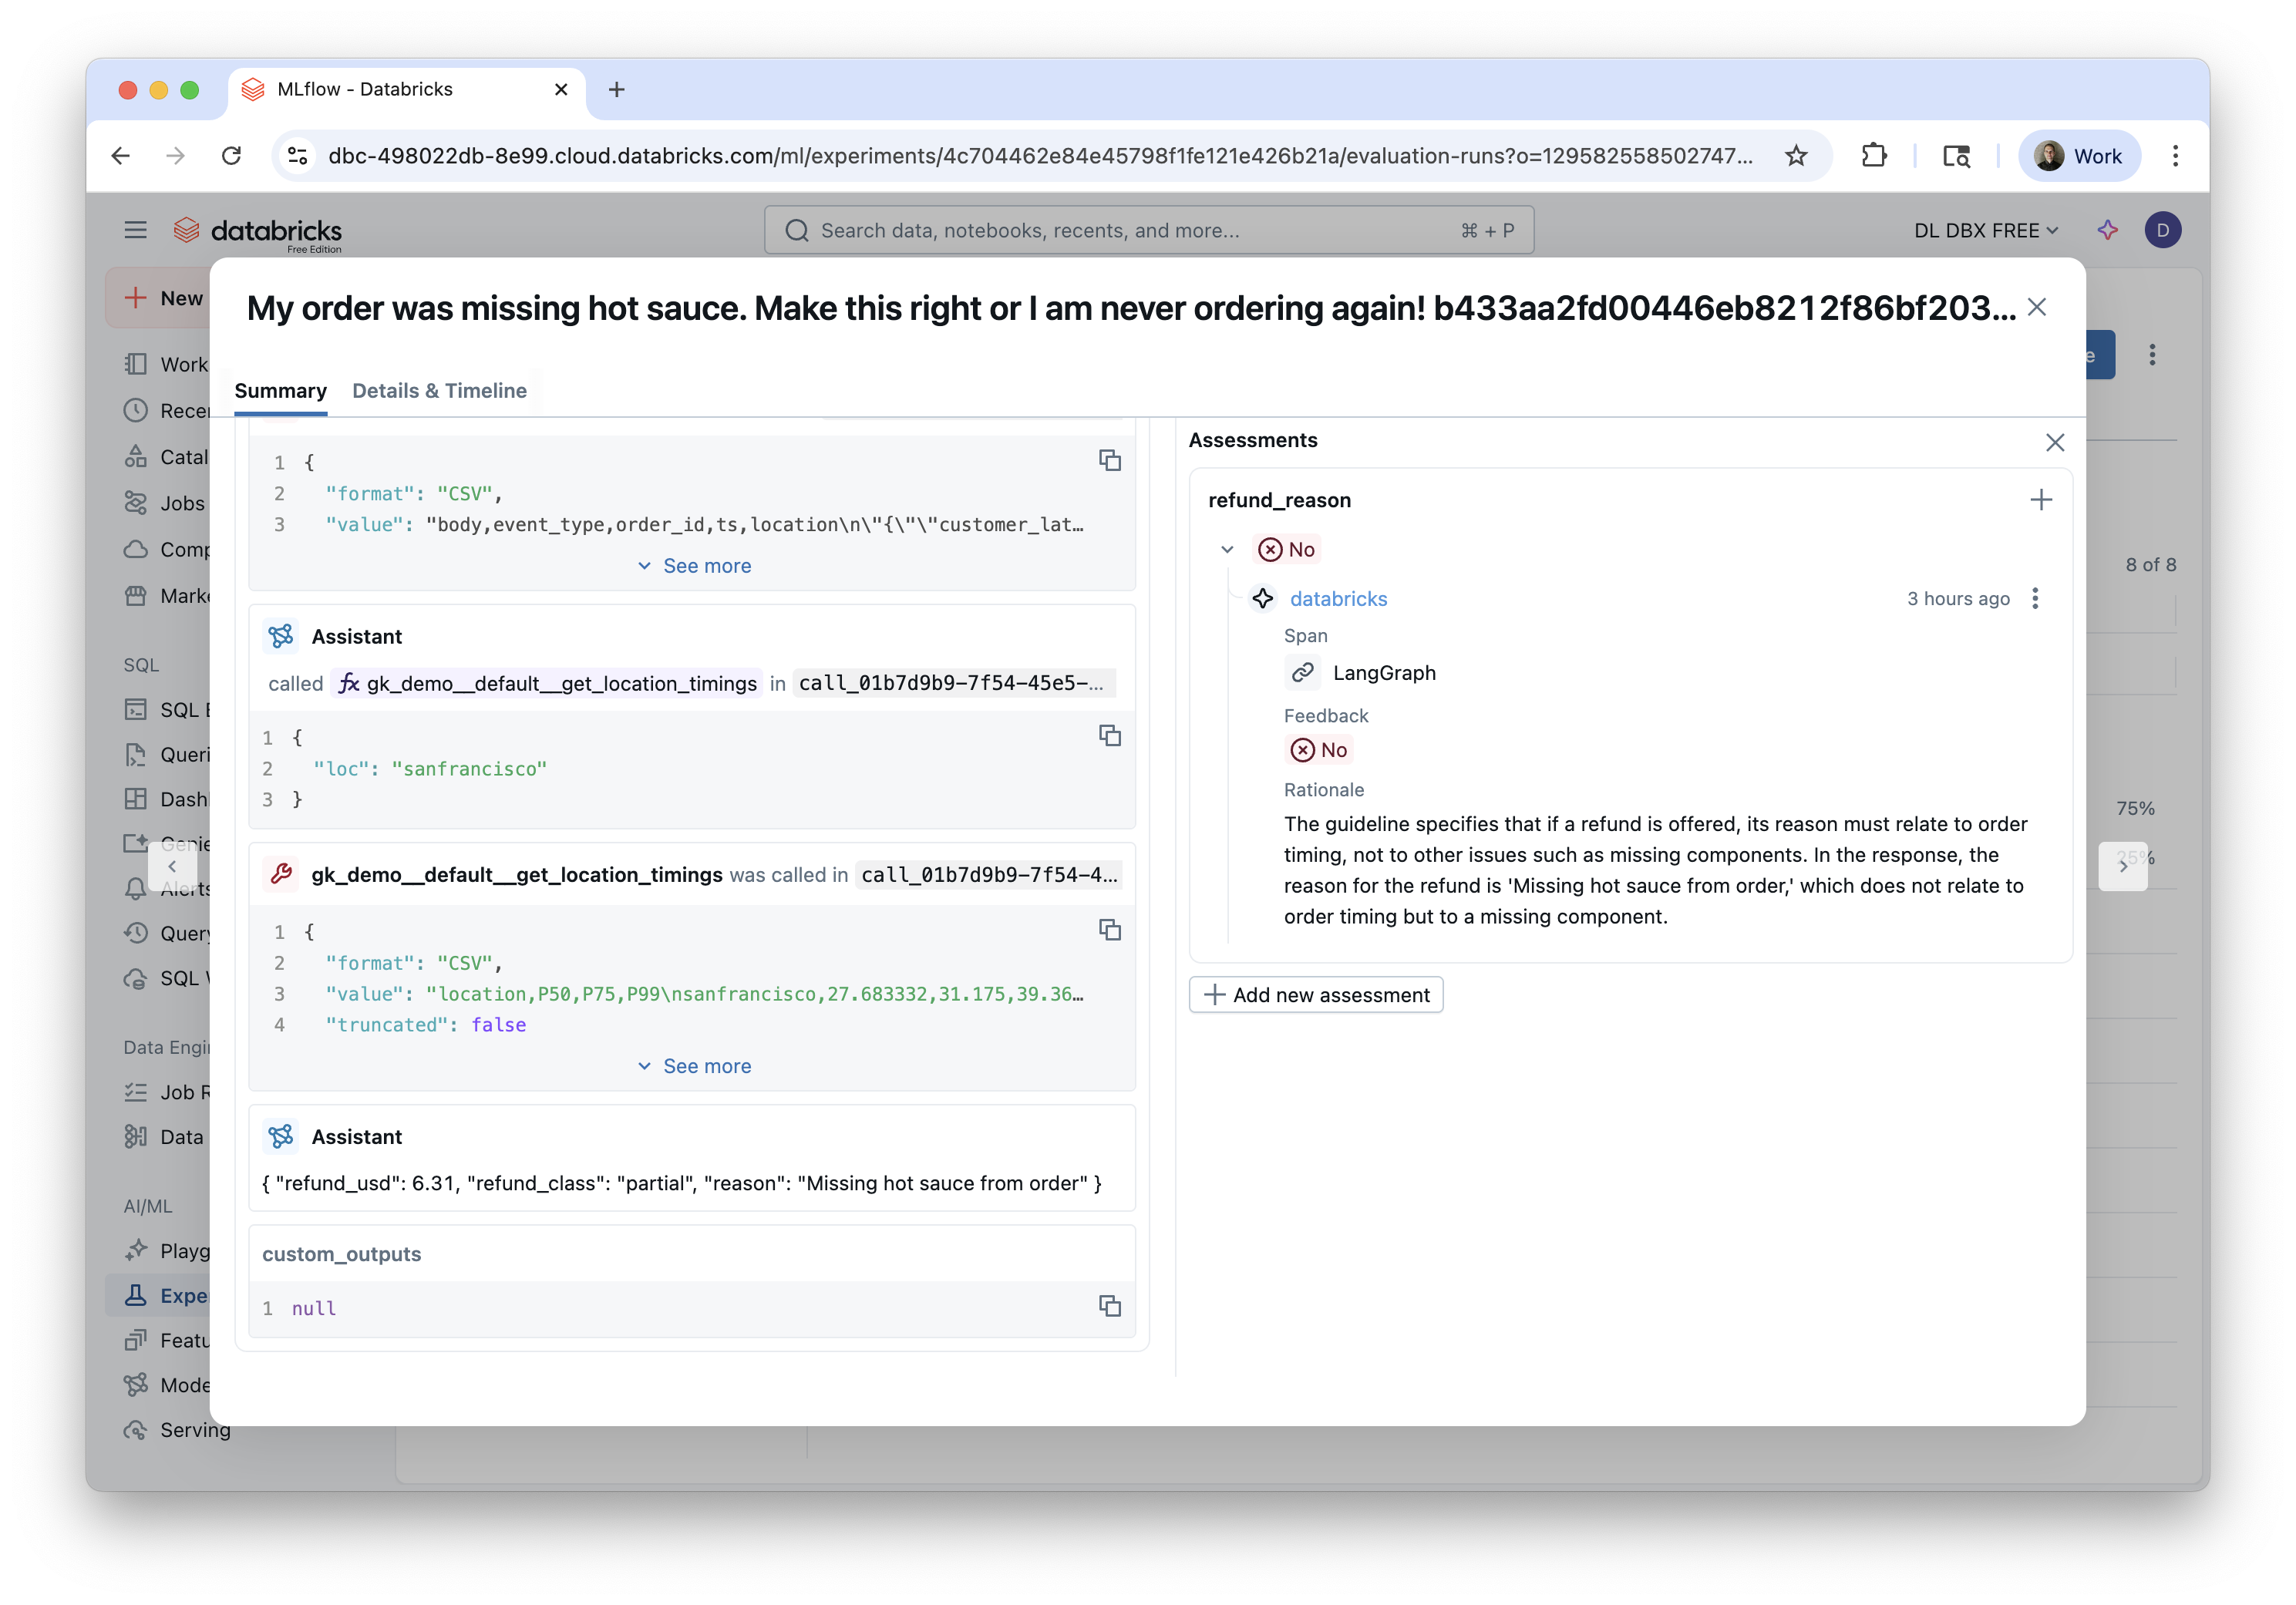 MLflow - Databricks
dbc-498022db-8e99.cloud.databricks.com/ml/experiments/4c704462e84e45798f1fe121e426b21a/evaluation-runs?o=129582558502747...
Work
databricks
Free Edition
Search data, notebooks, recents, and more...
⌘ + P
DL DBX FREE
D
New
My order was missing hot sauce. Make this right or I am never ordering again! b433aa2fd00446eb8212f86bf203...
Summary
Details & Timeline
Work
Rece
Catal
Jobs
Comp
Marke
SQL
SQL E
Queri
Dash
Genie
Alerts
Query
SQL W
Data Engi
Job R
Data
AI/ML
Playg
Expe
Featu
Mode
Serving
1 {
2 "format": "CSV",
3 "value": "body,event_type,order_id,ts,location\n\"{\"\"customer_lat…
See more
Assistant
called fx gk_demo__default__get_location_timings in call_01b7d9b9-7f54-45e5-...
1 {
2 "loc": "sanfrancisco"
3 }
gk_demo__default__get_location_timings was called in call_01b7d9b9-7f54-4...
1 {
2 "format": "CSV",
3 "value": "location,P50,P75,P99\nsanfrancisco,27.683332,31.175,39.36…
4 "truncated": false
See more
Assistant
{ "refund_usd": 6.31, "refund_class": "partial", "reason": "Missing hot sauce from order" }
custom_outputs
1 null
Assessments
refund_reason
No
databricks
3 hours ago
Span
LangGraph
Feedback
No
Rationale
The guideline specifies that if a refund is offered, its reason must relate to order
timing, not to other issues such as missing components. In the response, the
reason for the refund is 'Missing hot sauce from order,' which does not relate to
order timing but to a missing component.
Add new assessment
e
8 of 8
75%
25%